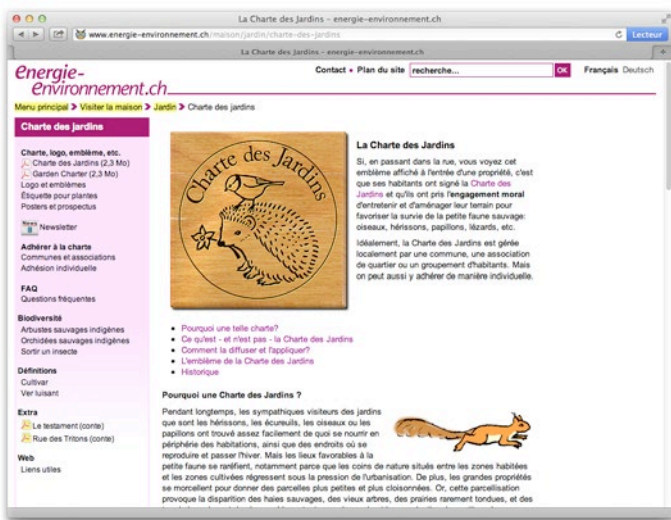 La Charte des Jardins - energie-environnement.ch
www.energie-environnement.ch/maison/jardin/charte-des-jardins
Lecteur
La Charte des Jardins - energie-environnement.ch
energie-
environnement.ch
Contact • Plan du site recherche... OK Français Deutsch
Menu principal > Visiter la maison > Jardin > Charte des jardins
Charte des jardins
Charte, logo, emblème, etc.
Charte des Jardins (2,3 Mo)
Garden Charter (2,3 Mo)
Logo et emblèmes
Étiquette pour plantes
Posters et prospectus
News
Newsletter
Adhérer à la charte
Communes et associations
Adhésion individuelle
FAQ
Questions fréquentes
Biodiversité
Arbustes sauvages indigènes
Orchidées sauvages indigènes
Sortir un insecte
Définitions
Cultivar
Ver luisant
Extra
Le testament (conte)
Rue des Tritons (conte)
Web
Liens utiles
Charte des Jardins
La Charte des Jardins
Si, en passant dans la rue, vous voyez cet
emblème affiché à l'entrée d'une propriété, c'est
que ses habitants ont signé la Charte des
Jardins et qu'ils ont pris l'engagement moral
d'entretenir et d'aménager leur terrain pour
favoriser la survie de la petite faune sauvage:
oiseaux, hérissons, papillons, lézards, etc.
Idéalement, la Charte des Jardins est gérée
localement par une commune, une association
de quartier ou un groupement d'habitants. Mais
on peut aussi y adhérer de manière individuelle.
• Pourquoi une telle charte?
• Ce qu'est - et n'est pas - la Charte des Jardins
• Comment la diffuser et l'appliquer?
• L'emblème de la Charte des Jardins
• Historique
Pourquoi une Charte des Jardins ?
Pendant longtemps, les sympathiques visiteurs des jardins
que sont les hérissons, les écureuils, les oiseaux ou les
papillons ont trouvé assez facilement de quoi se nourrir en
périphérie des habitations, ainsi que des endroits où se
reproduire et passer l'hiver. Mais les lieux favorables à la
petite faune se raréfient, notamment parce que les coins de nature situés entre les zones habitées
et les zones cultivées régressent sous la pression de l'urbanisation. De plus, les grandes propriétés
se morcellent pour donner des parcelles plus petites et plus cloisonnées. Or, cette parcellisation
provoque la disparition des haies sauvages, des vieux arbres, des prairies rarement tondues, et des